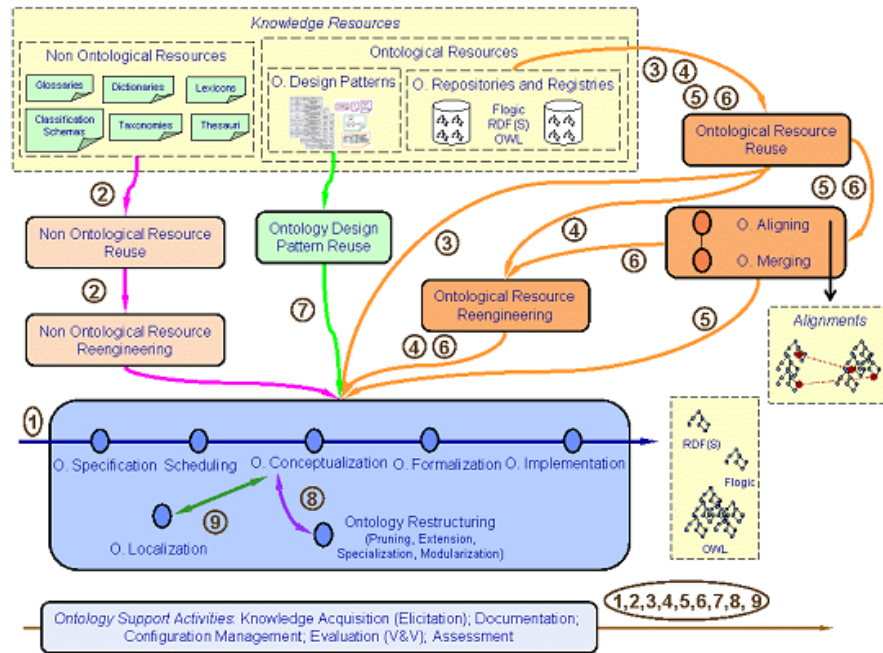 Knowledge Resources
Non Ontological Resources
Glossaries
Dictionaries
Lexicons
Classification
Schemas
Taxonomies
Thesauri
Ontological Resources
O. Design Patterns
O. Repositories and Registries
Flogic
RDF(S)
OWL
3 4
5 6
Ontological Resource
Reuse
2
Non Ontological Resource
Reuse
2
Non Ontological Resource
Reengineering
Ontology Design
Pattern Reuse
7
3
4
5 6
O. Aligning
O. Merging
6
Ontological Resource
Reengineering
4 6
5
Alignments
1
O. Specification
Scheduling
O. Conceptualization
O. Formalization
O. Implementation
9
8
O. Localization
Ontology Restructuring
(Pruning, Extension,
Specialization, Modularization)
RDF(S)
Flogic
OWL
Ontology Support Activities: Knowledge Acquisition (Elicitation); Documentation;
Configuration Management; Evaluation (V&V); Assessment
1,2,3,4,5,6,7,8, 9